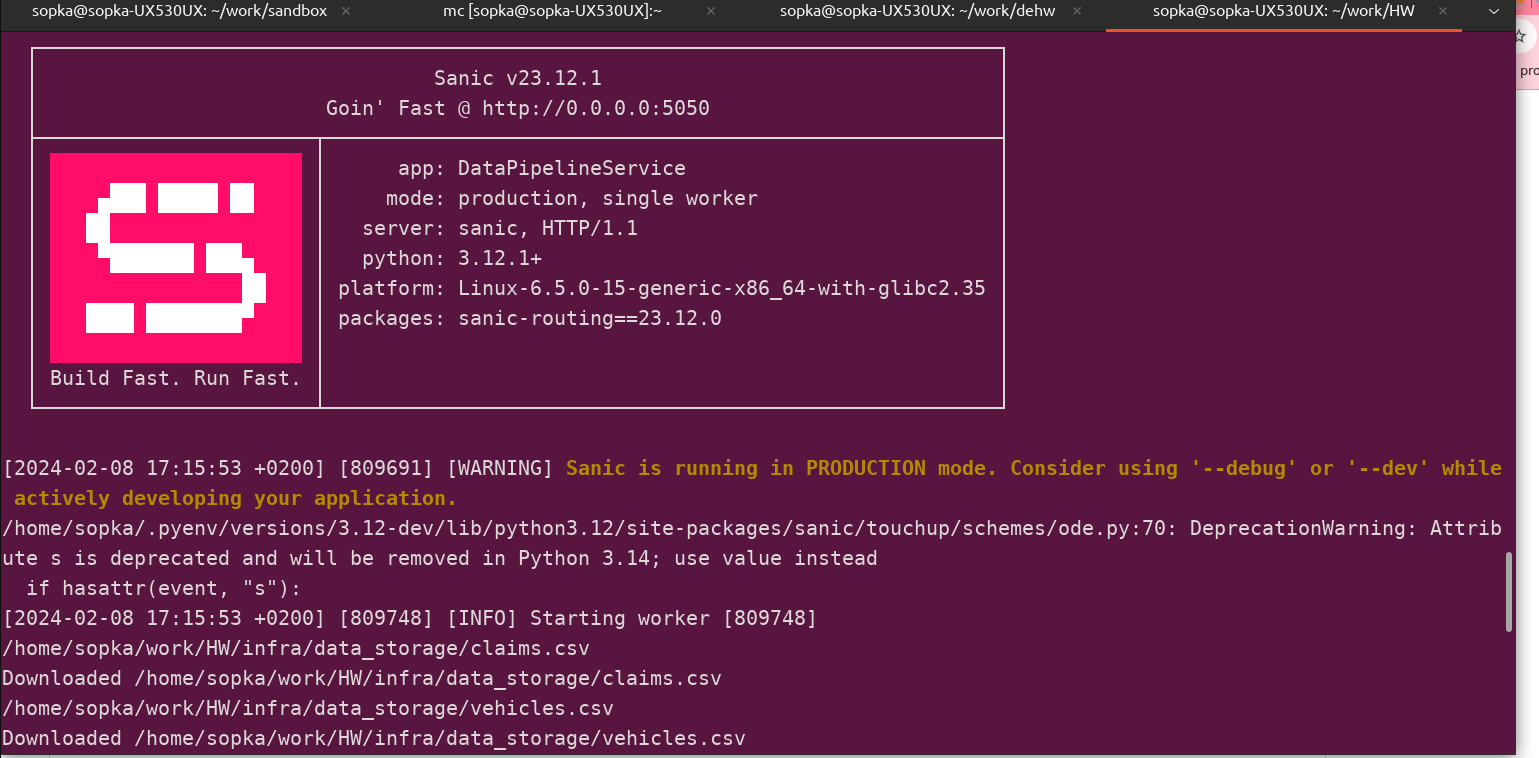 sopka@sopka-UX530UX: ~/work/sandbox × mc [sopka@sopka-UX530UX]:~ × sopka@sopka-UX530UX: ~/work/dehw × sopka@sopka-UX530UX: ~/work/HW ×
pro
Sanic v23.12.1
Goin' Fast @ http://0.0.0.0:5050
app: DataPipelineService
mode: production, single worker
server: sanic, HTTP/1.1
python: 3.12.1+
platform: Linux-6.5.0-15-generic-x86_64-with-glibc2.35
packages: sanic-routing==23.12.0
Build Fast. Run Fast.
[2024-02-08 17:15:53 +0200] [809691] [WARNING] Sanic is running in PRODUCTION mode. Consider using '--debug' or '--dev' while
actively developing your application.
/home/sopka/.pyenv/versions/3.12-dev/lib/python3.12/site-packages/sanic/touchup/schemes/ode.py:70: DeprecationWarning: Attrib
ute s is deprecated and will be removed in Python 3.14; use value instead
if hasattr(event, "s"):
[2024-02-08 17:15:53 +0200] [809748] [INFO] Starting worker [809748]
/home/sopka/work/HW/infra/data_storage/claims.csv
Downloaded /home/sopka/work/HW/infra/data_storage/claims.csv
/home/sopka/work/HW/infra/data_storage/vehicles.csv
Downloaded /home/sopka/work/HW/infra/data_storage/vehicles.csv